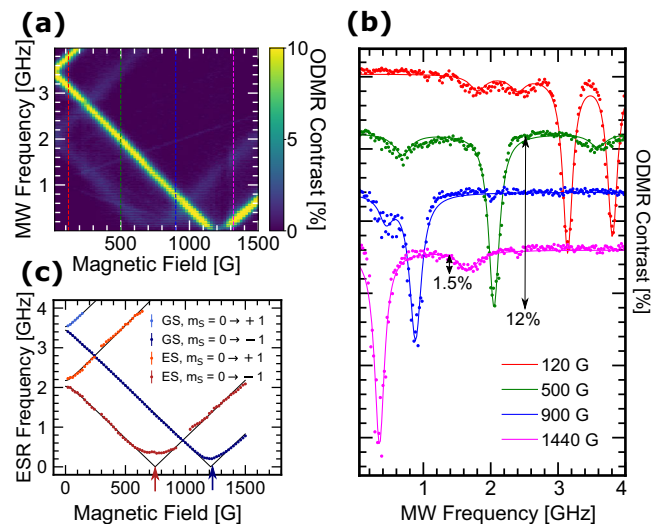 (a)
MW Frequency [GHz]
3
2
1
500
1000
1500
Magnetic Field [G]
10
5
0
ODMR Contrast [%]
(b)
1.5%
12%
120 G
500 G
900 G
1440 G
1
2
3
4
MW Frequency [GHz]
ODMR Contrast [%]
(c)
ESR Frequency [GHz]
4
3
2
1
0
GS, mS = 0 → + 1
GS, mS = 0 → − 1
ES, mS = 0 → + 1
ES, mS = 0 → − 1
0
500
1000
1500
Magnetic Field [G]